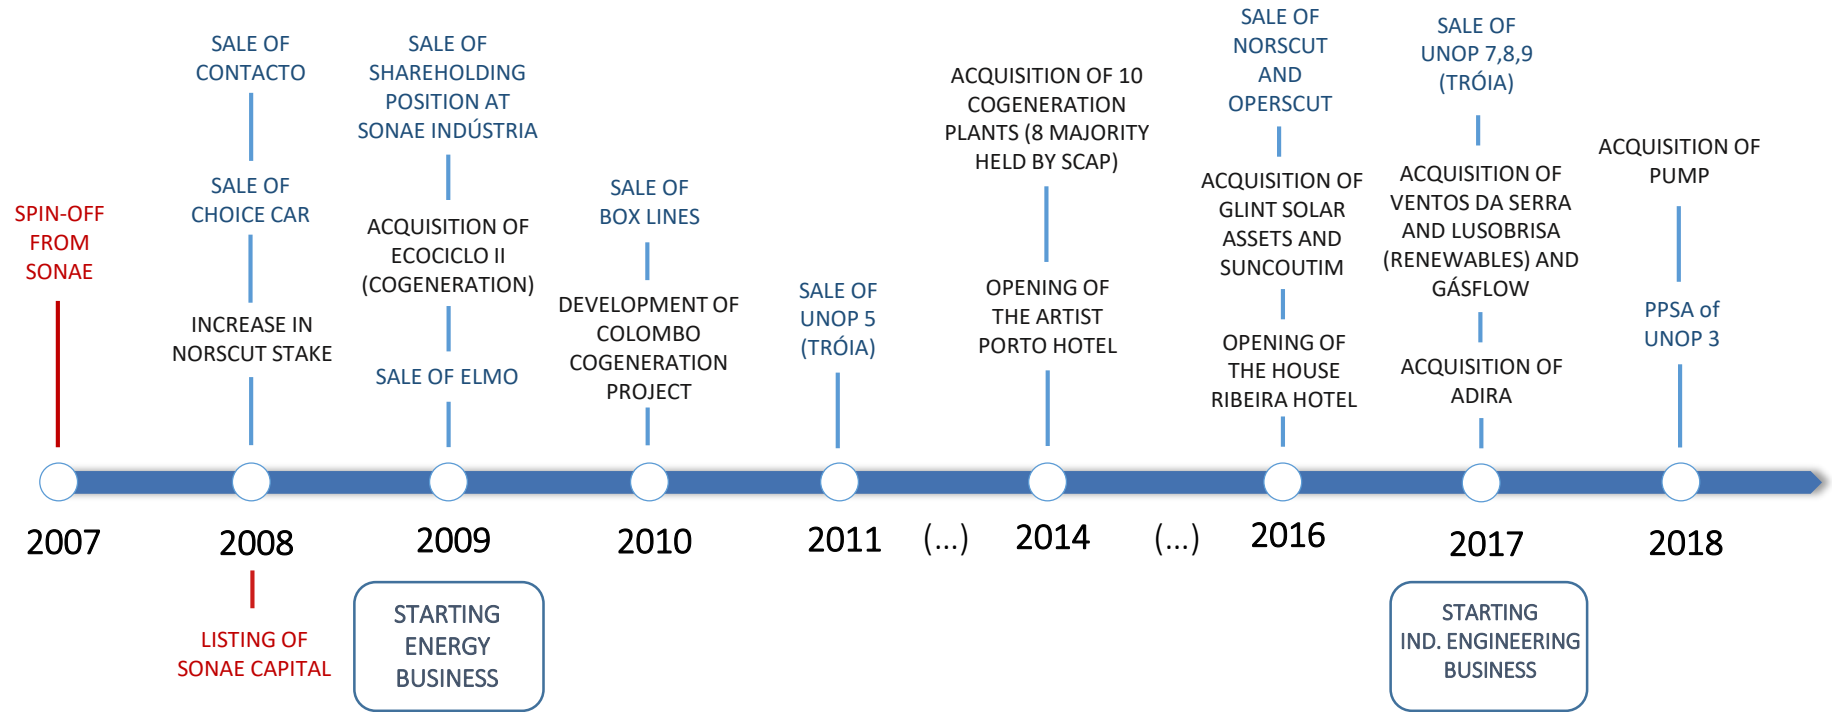 SPIN-OFF
FROM
SONAE
2007
SALE OF
CONTACTO
SALE OF
CHOICE CAR
INCREASE IN
NORSCUT STAKE
2008
LISTING OF
SONAE CAPITAL
SALE OF
SHAREHOLDING
POSITION AT
SONAE INDÚSTRIA
ACQUISITION OF
ECOCICLO II
(COGENERATION)
SALE OF ELMO
2009
STARTING
ENERGY
BUSINESS
SALE OF
BOX LINES
DEVELOPMENT OF
COLOMBO
COGENERATION
PROJECT
2010
SALE OF
UNOP 5
(TRÓIA)
2011
(...)
ACQUISITION OF 10
COGENERATION
PLANTS (8 MAJORITY
HELD BY SCAP)
OPENING OF
THE ARTIST
PORTO HOTEL
2014
(...)
SALE OF
NORSCUT
AND
OPERSCUT
ACQUISITION OF
GLINT SOLAR
ASSETS AND
SUNCOUTIM
OPENING OF
THE HOUSE
RIBEIRA HOTEL
2016
SALE OF
UNOP 7,8,9
(TRÓIA)
ACQUISITION OF
VENTOS DA SERRA
AND LUSOBRISA
(RENEWABLES) AND
GÁSFLOW
ACQUISITION OF
ADIRA
2017
STARTING
IND. ENGINEERING
BUSINESS
ACQUISITION OF
PUMP
PPSA of
UNOP 3
2018